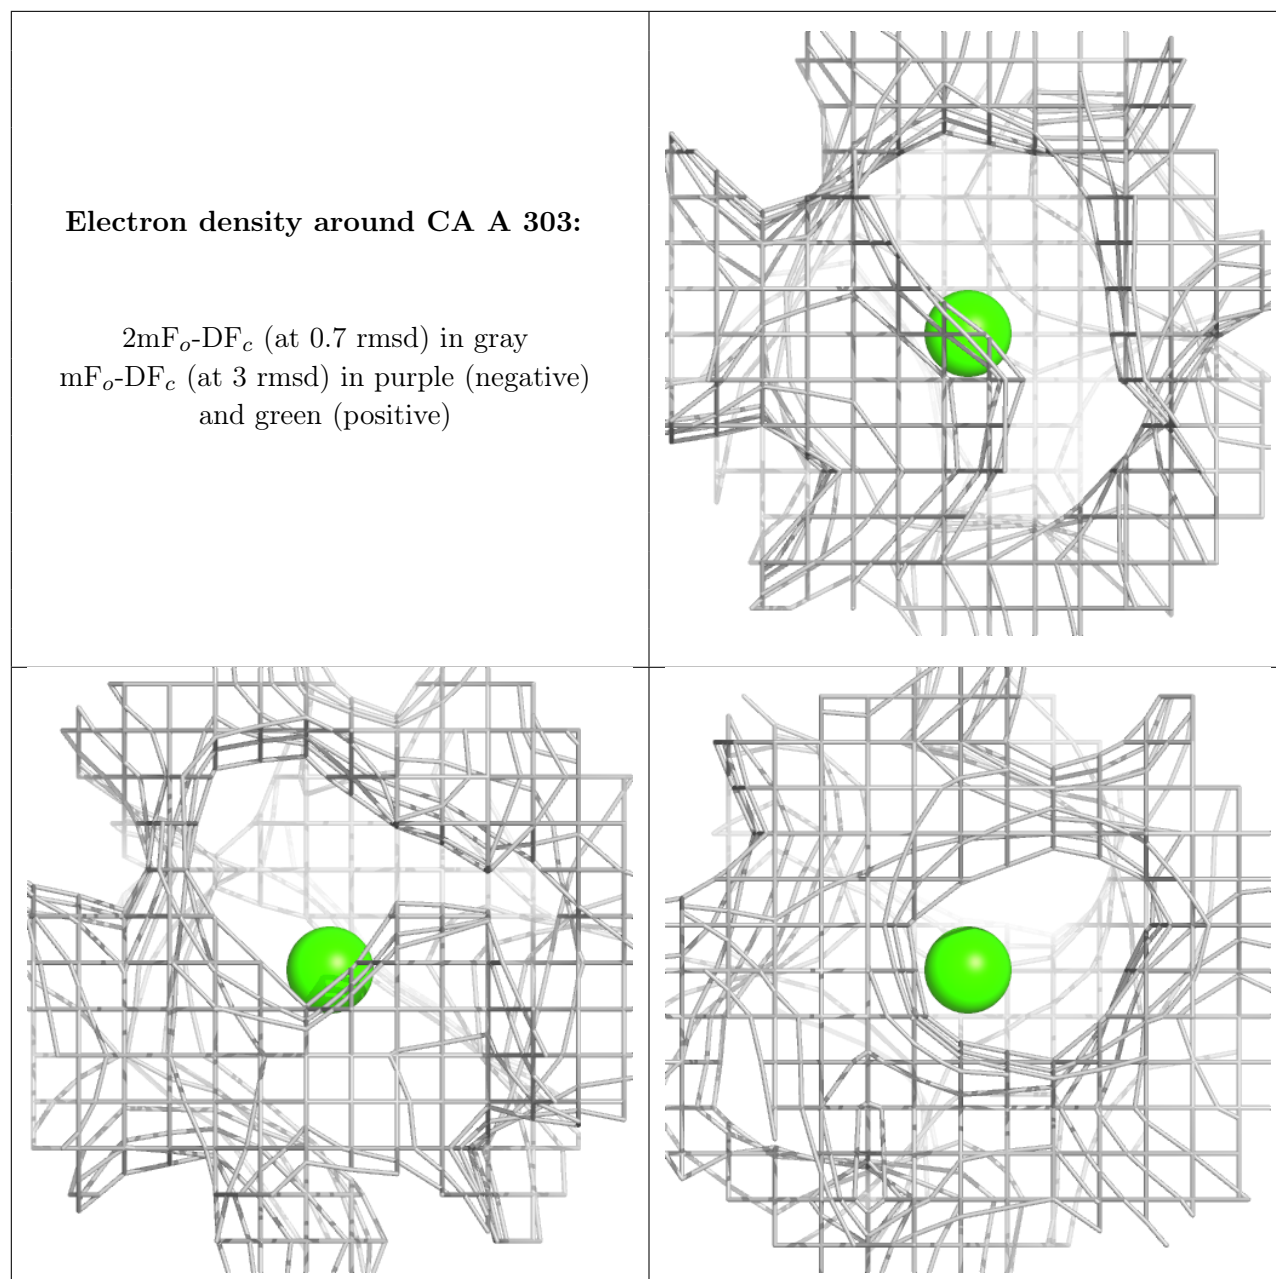 Electron density around CA A 303:
2mF_o-DF_c (at 0.7 rmsd) in gray
mF_o-DF_c (at 3 rmsd) in purple (negative)
and green (positive)